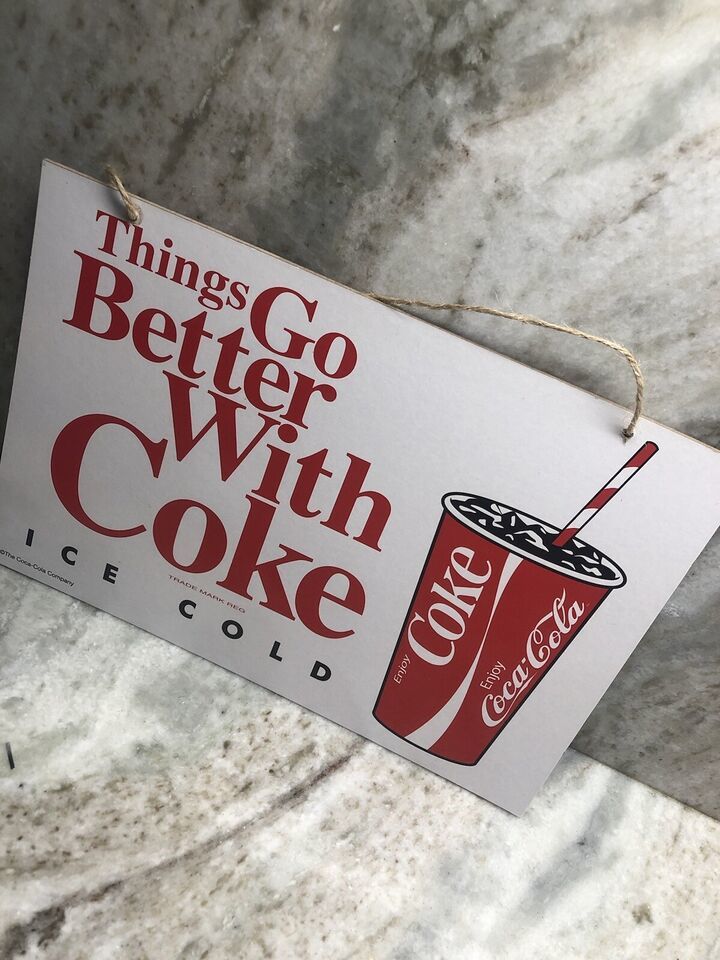 Things Go
Better
With
Coke
TRADE MARK REG
ICE COLD
©The Coca-Cola Company
Enjoy
Coke
Enjoy
Coca-Cola